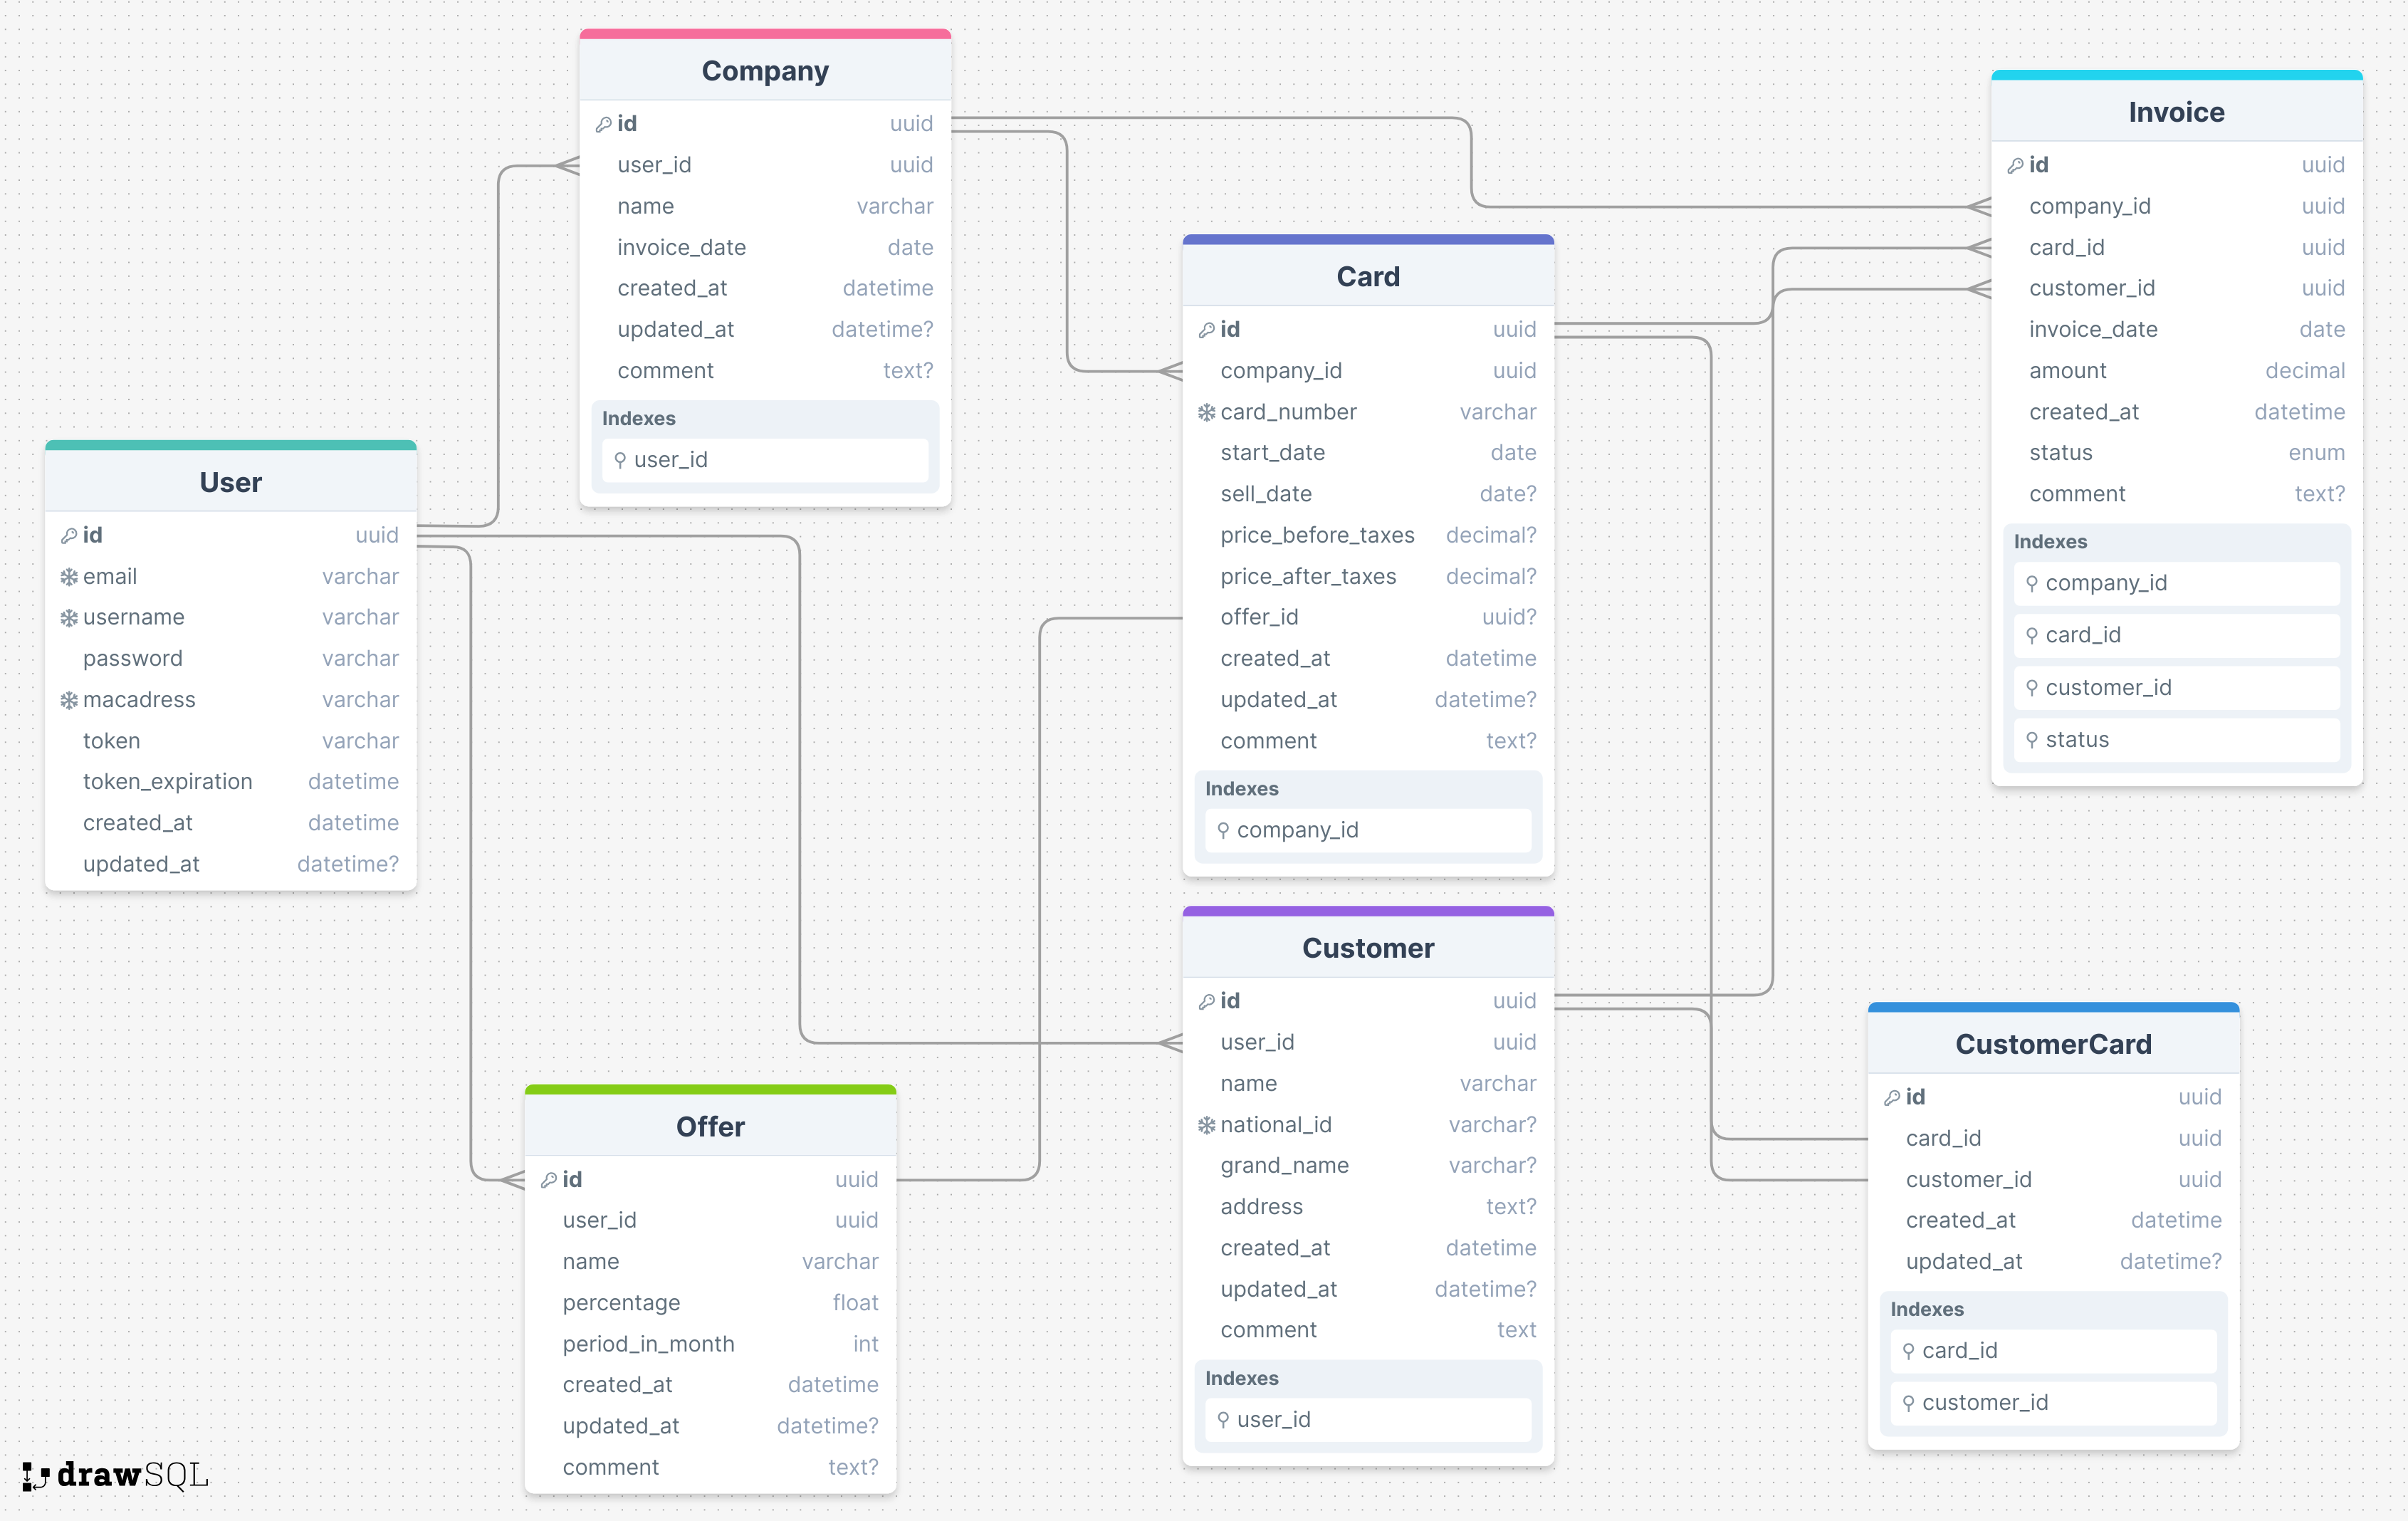 Company
id uuid
user_id uuid
name varchar
invoice_date date
created_at datetime
updated_at datetime?
comment text?
Indexes
user_id
User
id uuid
email varchar
username varchar
password varchar
macadress varchar
token varchar
token_expiration datetime
created_at datetime
updated_at datetime?
Offer
id uuid
user_id uuid
name varchar
percentage float
period_in_month int
created_at datetime
updated_at datetime?
comment text?
Card
id uuid
company_id uuid
card_number varchar
start_date date
sell_date date?
price_before_taxes decimal?
price_after_taxes decimal?
offer_id uuid?
created_at datetime
updated_at datetime?
comment text?
Indexes
company_id
Customer
id uuid
user_id uuid
name varchar
national_id varchar?
grand_name varchar?
address text?
created_at datetime
updated_at datetime?
comment text
Indexes
user_id
Invoice
id uuid
company_id uuid
card_id uuid
customer_id uuid
invoice_date date
amount decimal
created_at datetime
status enum
comment text?
Indexes
company_id
card_id
customer_id
status
CustomerCard
id uuid
card_id uuid
customer_id uuid
created_at datetime
updated_at datetime?
Indexes
card_id
customer_id
drawSQL